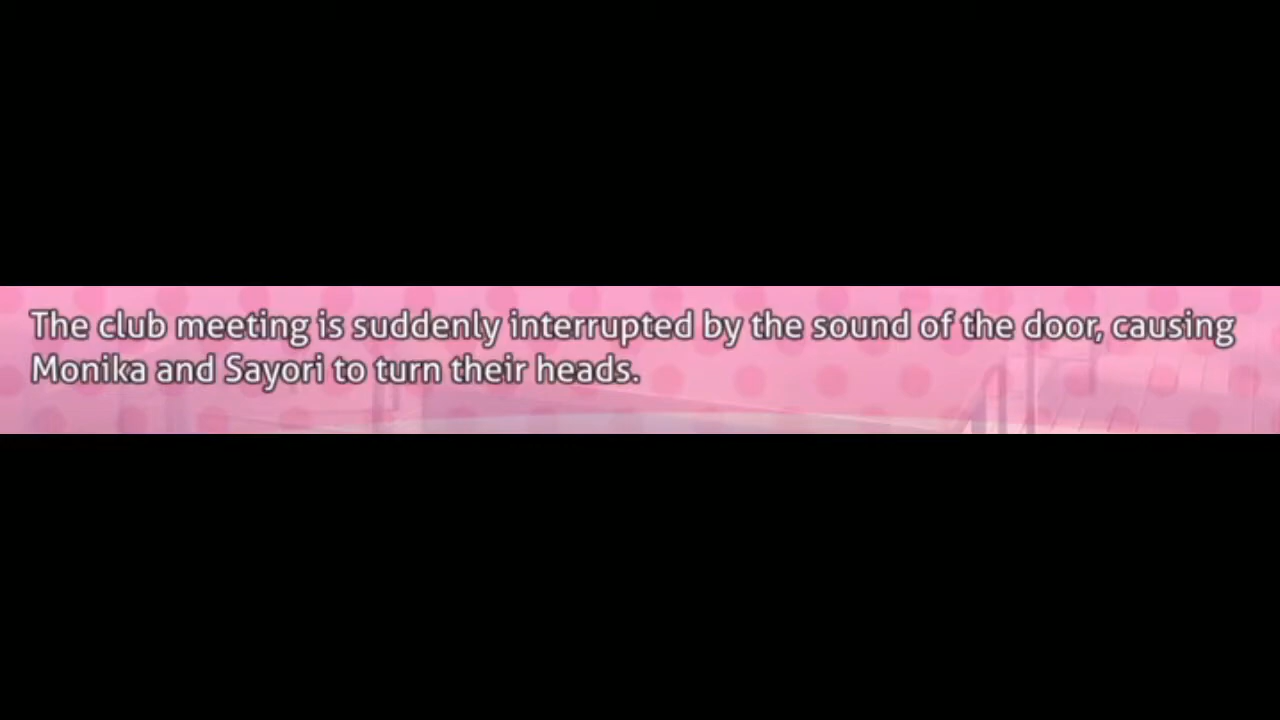 The club meeting is suddenly interrupted by the sound of the door, causing
Monika and Sayori to turn their heads.